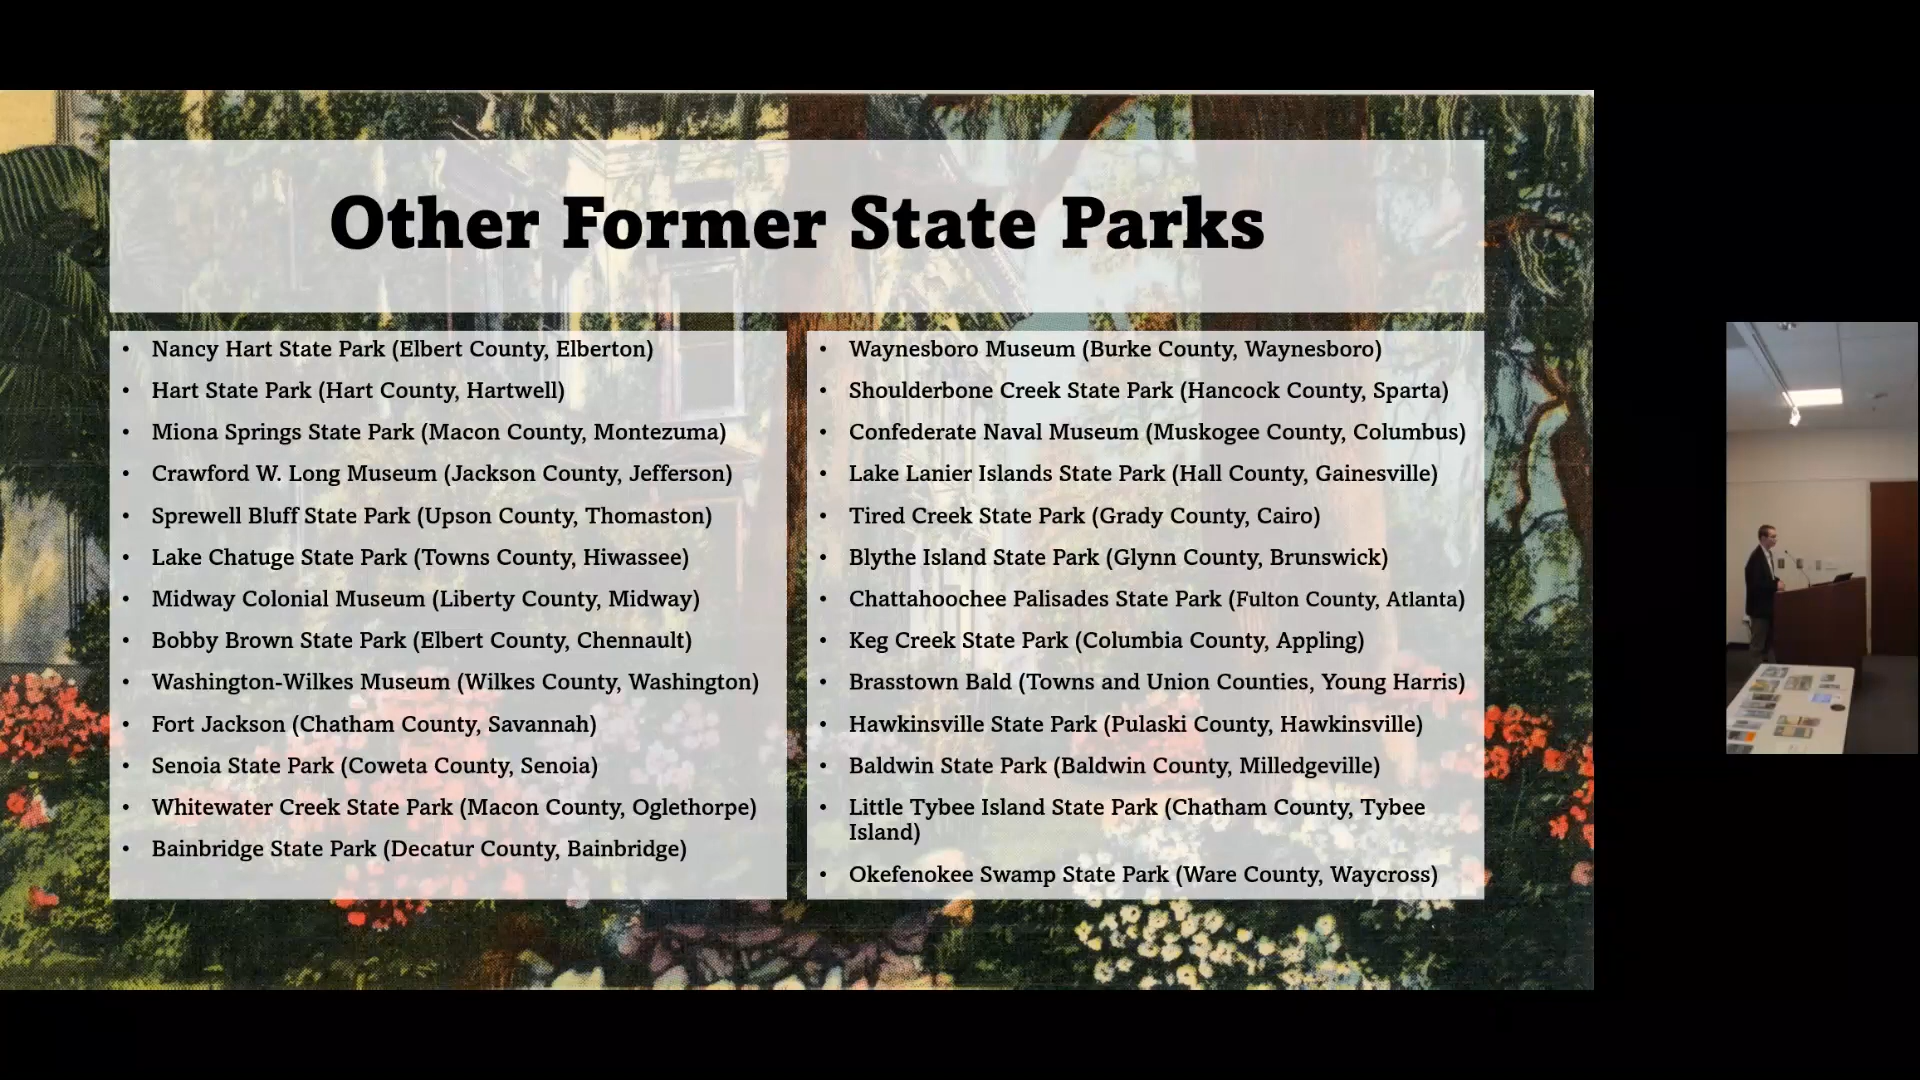 Other Former State Parks
• Nancy Hart State Park (Elbert County, Elberton)
• Hart State Park (Hart County, Hartwell)
• Miona Springs State Park (Macon County, Montezuma)
• Crawford W. Long Museum (Jackson County, Jefferson)
• Sprewell Bluff State Park (Upson County, Thomaston)
• Lake Chatuge State Park (Towns County, Hiwassee)
• Midway Colonial Museum (Liberty County, Midway)
• Bobby Brown State Park (Elbert County, Chennault)
• Washington-Wilkes Museum (Wilkes County, Washington)
• Fort Jackson (Chatham County, Savannah)
• Senoia State Park (Coweta County, Senoia)
• Whitewater Creek State Park (Macon County, Oglethorpe)
• Bainbridge State Park (Decatur County, Bainbridge)
• Waynesboro Museum (Burke County, Waynesboro)
• Shoulderbone Creek State Park (Hancock County, Sparta)
• Confederate Naval Museum (Muskogee County, Columbus)
• Lake Lanier Islands State Park (Hall County, Gainesville)
• Tired Creek State Park (Grady County, Cairo)
• Blythe Island State Park (Glynn County, Brunswick)
• Chattahoochee Palisades State Park (Fulton County, Atlanta)
• Keg Creek State Park (Columbia County, Appling)
• Brasstown Bald (Towns and Union Counties, Young Harris)
• Hawkinsville State Park (Pulaski County, Hawkinsville)
• Baldwin State Park (Baldwin County, Milledgeville)
• Little Tybee Island State Park (Chatham County, Tybee
Island)
• Okefenokee Swamp State Park (Ware County, Waycross)